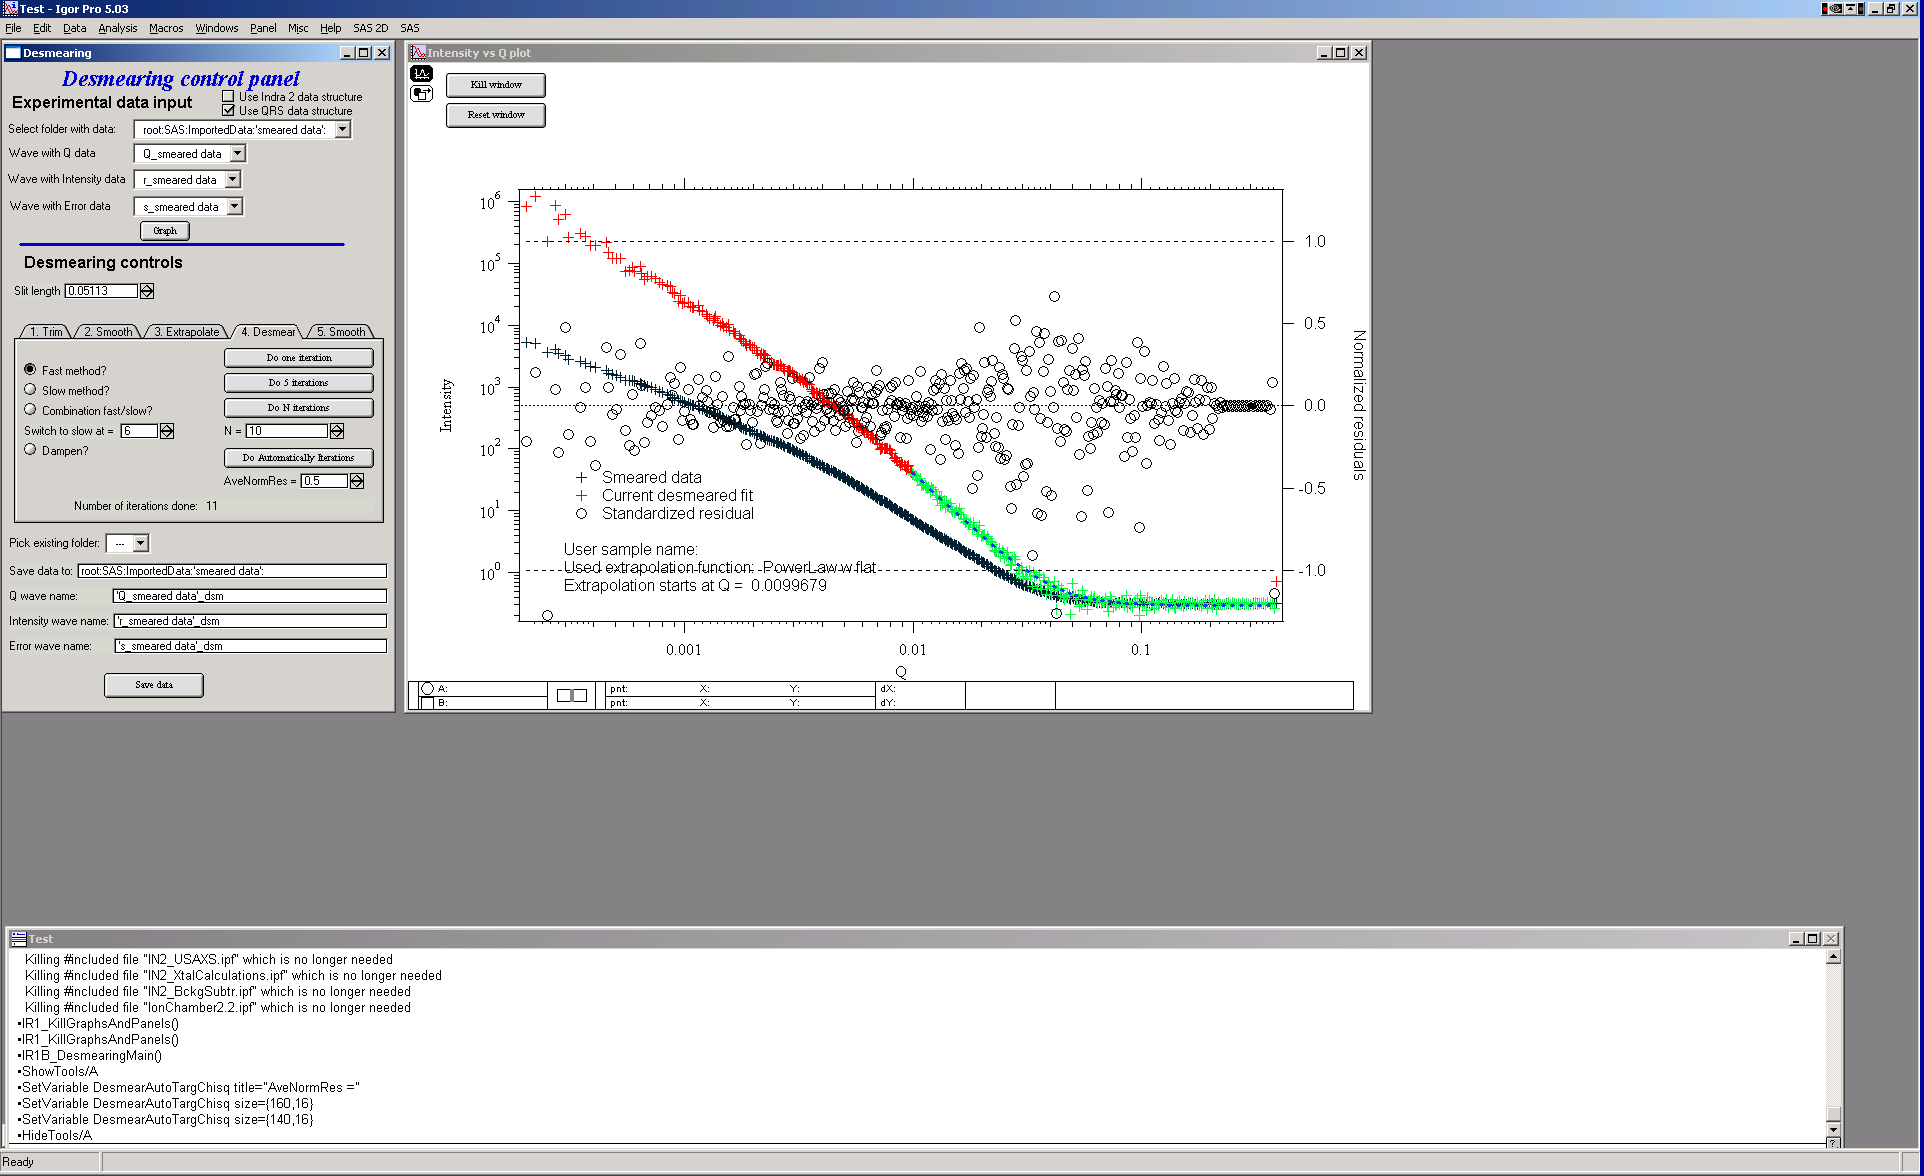 Test - Igor Pro 5.03
File Edit Data Analysis Macros Windows Panel Misc Help SAS 2D SAS
Desmearing
Desmearing control panel
Experimental data input
Use Indra 2 data structure
Use QRS data structure
Select folder with data: root:SAS:ImportedData:'smeared data':
Wave with Q data Q_smeared data
Wave with Intensity data r_smeared data
Wave with Error data s_smeared data
Graph
Desmearing controls
Slit length 0.05113
1. Trim 2. Smooth 3. Extrapolate 4. Desmear 5. Smooth
Fast method? Do one iteration
Slow method? Do 5 iterations
Combination fast/slow? Do N iterations
Switch to slow at = 6 N = 10
Dampen? Do Automatically Iterations
AveNormRes = 0.5
Number of iterations done: 11
Pick existing folder: ---
Save data to: root:SAS:ImportedData:'smeared data':
Q wave name: 'Q_smeared data'_dsm
Intensity wave name: 'r_smeared data'_dsm
Error wave name: 's_smeared data'_dsm
Save data
Intensity vs Q plot
Kill window
Reset window
10^6
10^5
10^4
10^3
10^2
10^1
10^0
Intensity
1.0
0.5
0.0
-0.5
-1.0
Normalized residuals
Smeared data
Current desmeared fit
Standardized residual
User sample name:
Used extrapolation function: PowerLaw w flat
Extrapolation starts at Q = 0.0099679
0.001 0.01 0.1
Q
A: pnt: X: Y: dX:
B: pnt: X: Y: dY:
Test
Killing #included file "IN2_USAXS.ipf" which is no longer needed
Killing #included file "IN2_XtalCalculations.ipf" which is no longer needed
Killing #included file "IN2_BckgSubtr.ipf" which is no longer needed
Killing #included file "IonChamber2.2.ipf" which is no longer needed
•IR1_KillGraphsAndPanels()
•IR1_KillGraphsAndPanels()
•IR1B_DesmearingMain()
•ShowTools/A
•SetVariable DesmearAutoTargChisq title="AveNormRes ="
•SetVariable DesmearAutoTargChisq size={160,16}
•SetVariable DesmearAutoTargChisq size={140,16}
•HideTools/A
?
Ready